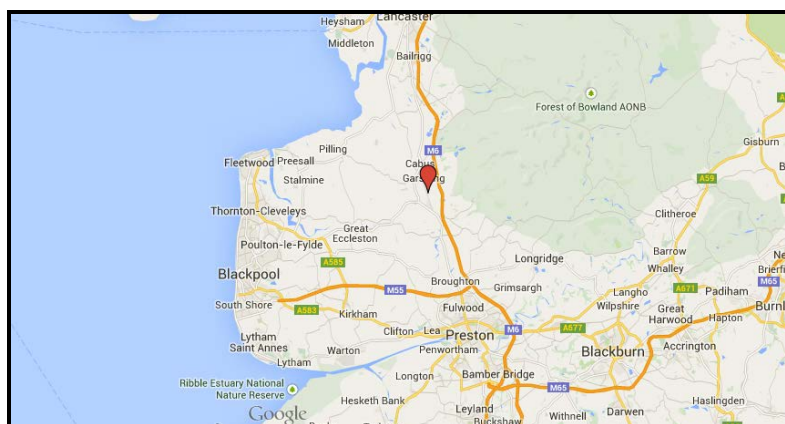 Lancaster
Heysham
Middleton
Bailrigg
Forest of Bowland AONB
Gisburn
M6
Pilling
Cabus
Garstang
Fleetwood
Preesall
Stalmine
A59
Thornton-Cleveleys
Clitheroe
Great
Eccleston
Poulton-le-Fylde
A585
Barrow
Longridge
Whalley
Blackpool
Broughton
Grimsargh
M55
Langho
A671
Padiham
M65
South Shore
A583
Kirkham
Fulwood
Wilpshire
Great
Harwood
Hapton
Clifton
Lea
M6
A677
Preston
Lytham
Saint Annes
Warton
Penwortham
Blackburn
Accrington
Lytham
Bamber Bridge
Ribble Estuary National
Nature Reserve
Longton
M65
Hesketh Bank
Leyland
Withnell
Darwen
Haslingden
Buckshaw
Google